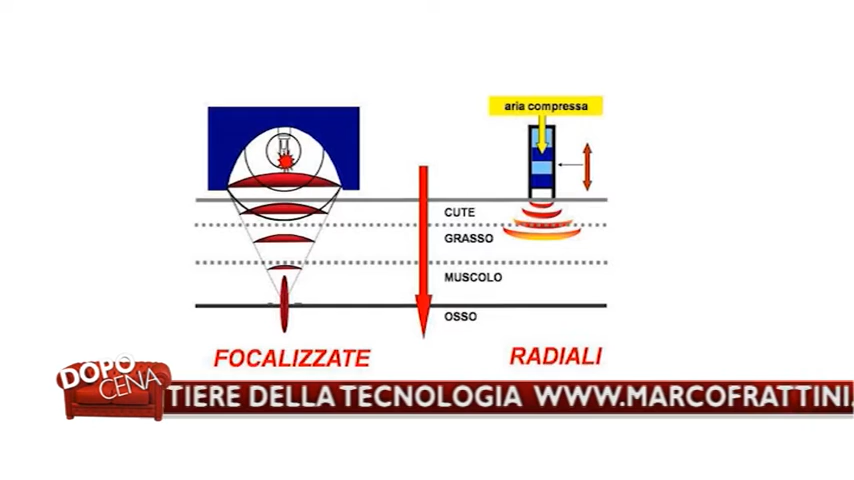 aria compressa
CUTE
GRASSO
MUSCOLO
OSSO
FOCALIZZATE
RADIALI
DOPO
CENA
TIERE DELLA TECNOLOGIA WWW.MARCOFRATTINI.